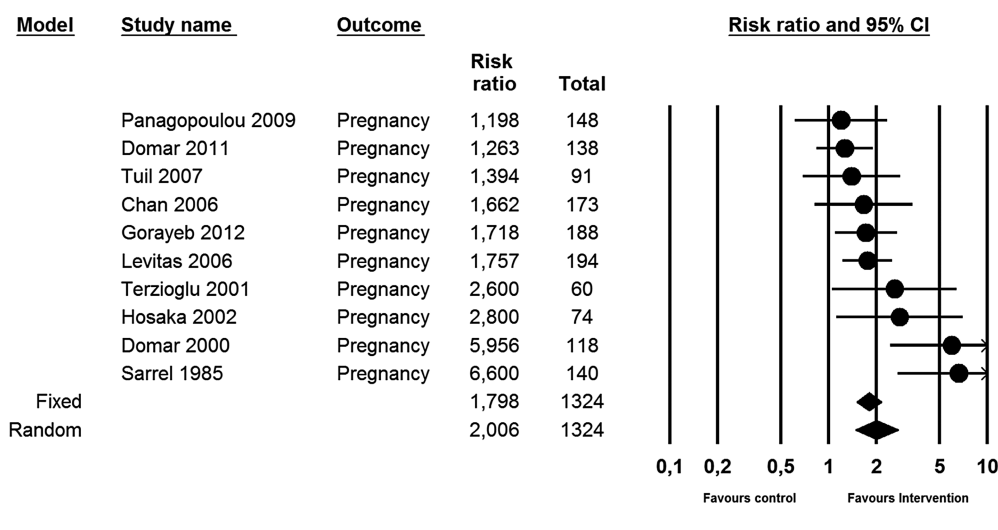 Model Study name Outcome Risk ratio and 95% CI
Risk
ratio Total
Panagopoulou 2009 Pregnancy 1,198 148
Domar 2011 Pregnancy 1,263 138
Tuil 2007 Pregnancy 1,394 91
Chan 2006 Pregnancy 1,662 173
Gorayeb 2012 Pregnancy 1,718 188
Levitas 2006 Pregnancy 1,757 194
Terzioglu 2001 Pregnancy 2,600 60
Hosaka 2002 Pregnancy 2,800 74
Domar 2000 Pregnancy 5,956 118
Sarrel 1985 Pregnancy 6,600 140
Fixed 1,798 1324
Random 2,006 1324
0,1 0,2 0,5 1 2 5 10
Favours control Favours Intervention